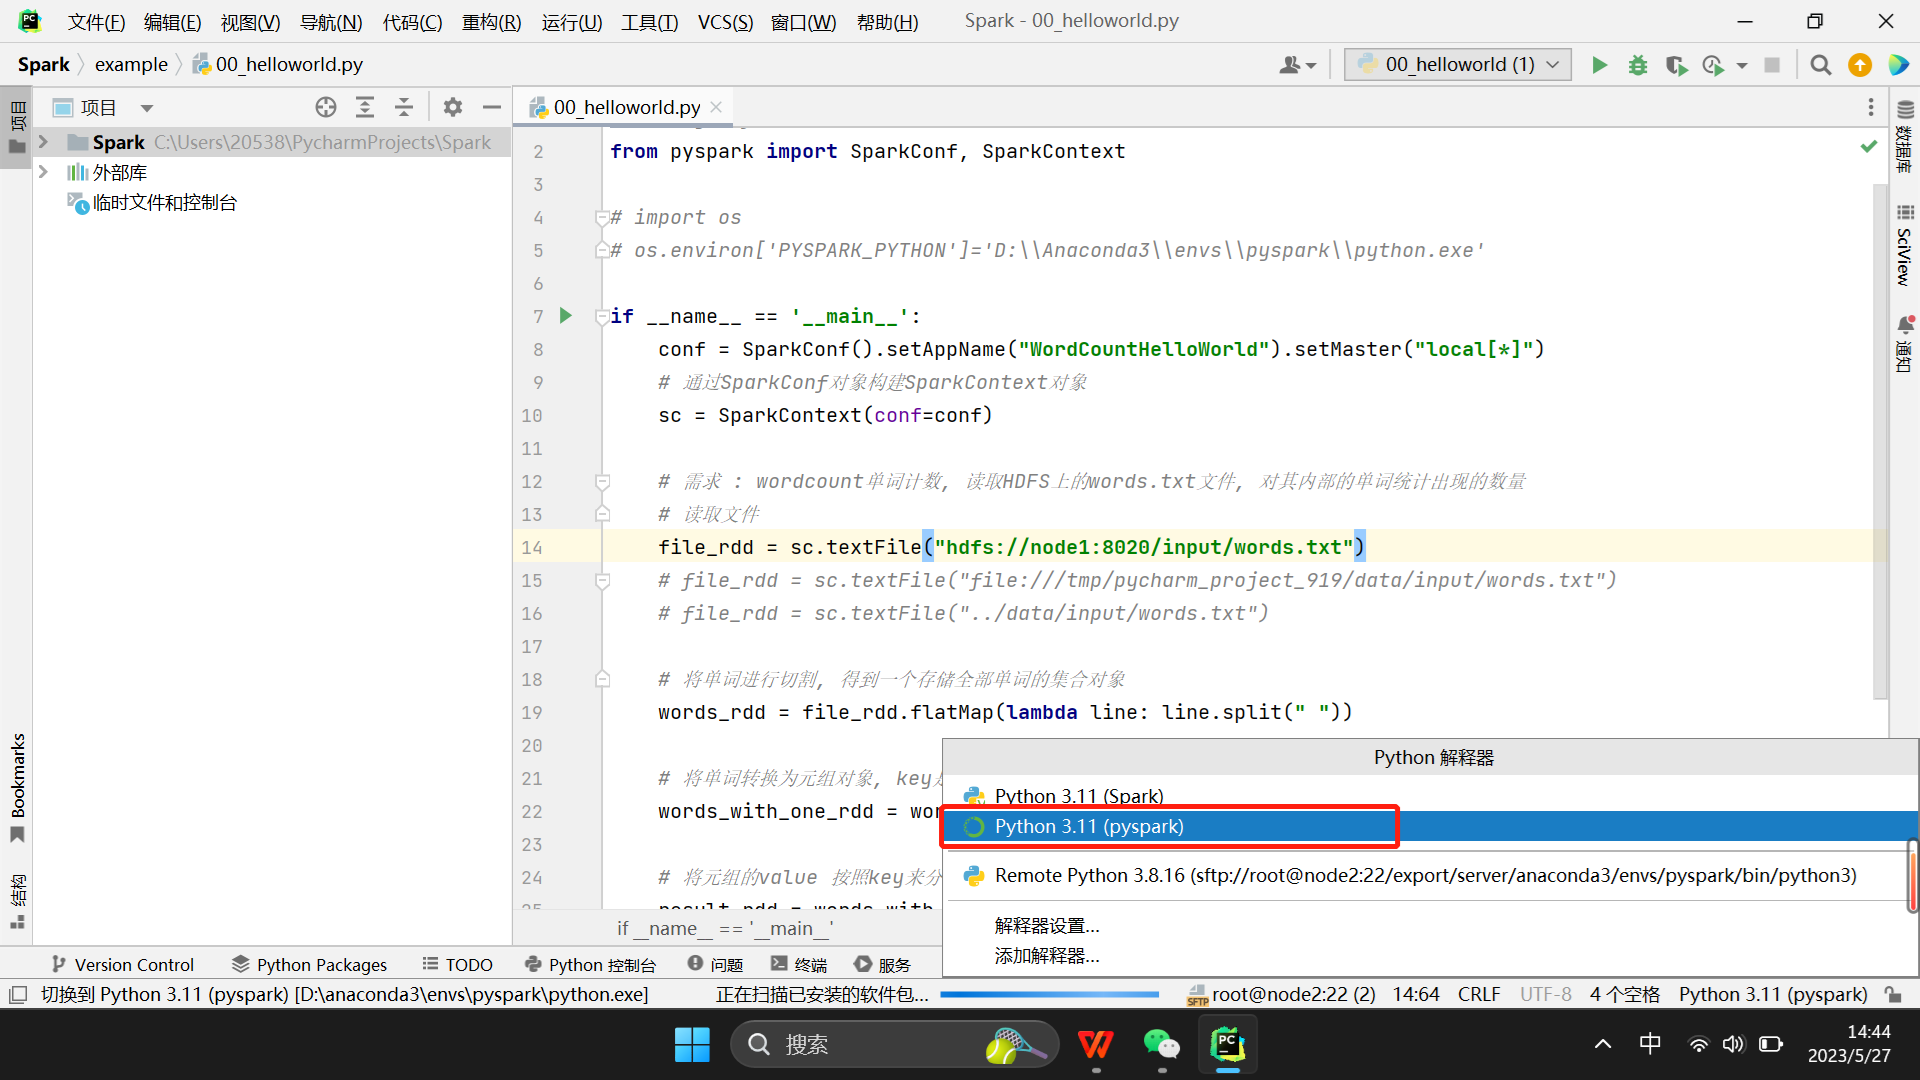 文件(F) 编辑(E) 视图(V) 导航(N) 代码(C) 重构(R) 运行(U) 工具(T) VCS(S) 窗口(W) 帮助(H) Spark - 00_helloworld.py
Spark example 00_helloworld.py 00_helloworld (1)
项目 00_helloworld.py
项目
Spark C:\Users\20538\PycharmProjects\Spark
外部库
临时文件和控制台
2 from pyspark import SparkConf, SparkContext
3
4 # import os
5 # os.environ['PYSPARK_PYTHON']='D:\\Anaconda3\\envs\\pyspark\\python.exe'
6
7 if __name__ == '__main__':
8 conf = SparkConf().setAppName("WordCountHelloWorld").setMaster("local[*]")
9 # 通过SparkConf对象构建SparkContext对象
10 sc = SparkContext(conf=conf)
11
12 # 需求 : wordcount单词计数, 读取HDFS上的words.txt文件, 对其内部的单词统计出现的数量
13 # 读取文件
14 file_rdd = sc.textFile("hdfs://node1:8020/input/words.txt")
15 # file_rdd = sc.textFile("file:///tmp/pycharm_project_919/data/input/words.txt")
16 # file_rdd = sc.textFile("../data/input/words.txt")
17
18 # 将单词进行切割, 得到一个存储全部单词的集合对象
19 words_rdd = file_rdd.flatMap(lambda line: line.split(" "))
20
21 # 将单词转换为元组对象, key
22 words_with_one_rdd = wor
23
24 # 将元组的value 按照key来分
25 result_rdd = words_with
if __name__ == '__main__'
数据库
SciView
通知
Bookmarks
结构
Python 解释器
Python 3.11 (Spark)
Python 3.11 (pyspark)
Remote Python 3.8.16 (sftp://root@node2:22/export/server/anaconda3/envs/pyspark/bin/python3)
解释器设置...
添加解释器...
Version Control Python Packages TODO Python 控制台 问题 终端 服务
切换到 Python 3.11 (pyspark) [D:\anaconda3\envs\pyspark\python.exe] 正在扫描已安装的软件包... SFTP root@node2:22 (2) 14:64 CRLF UTF-8 4 个空格 Python 3.11 (pyspark)
搜索
中
14:44
2023/5/27